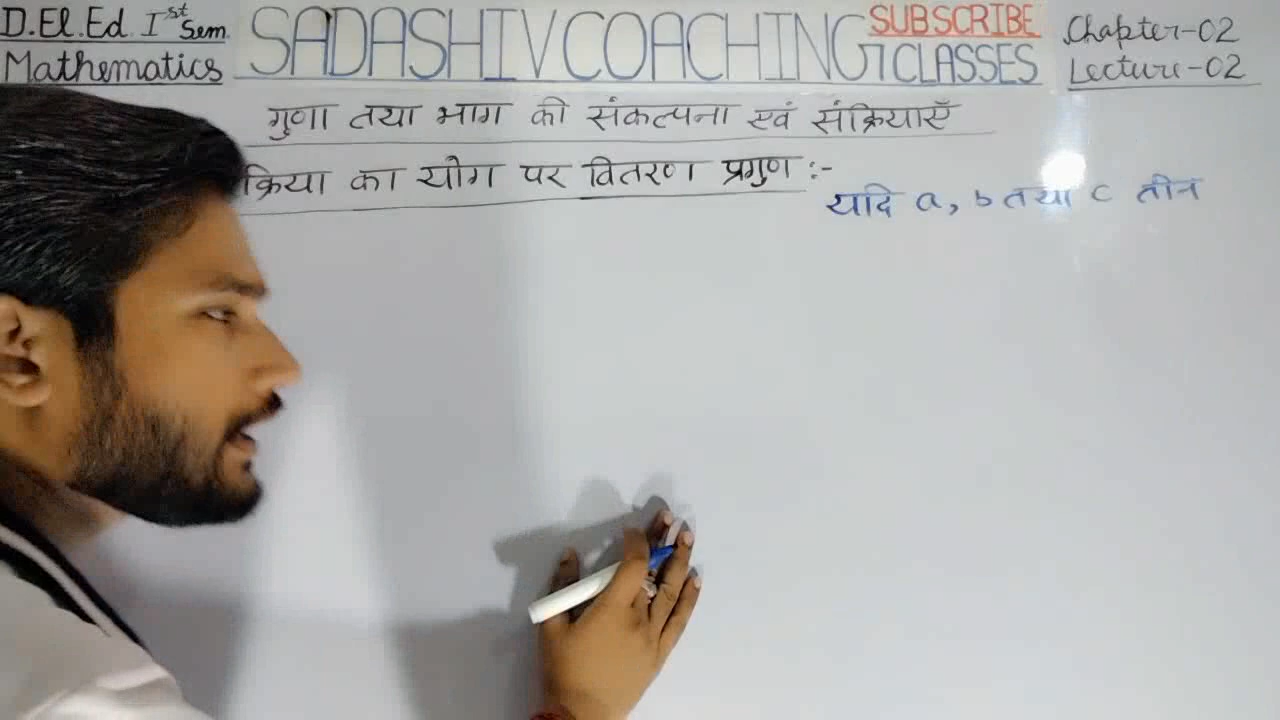 D.El.Ed. Ist Sem.
Mathematics
SADASHIV COACHING
SUBSCRIBE
CLASSES
Chapter-02
Lecture-02
गुणा तथा भाग की संकल्पना एवं संक्रियाएँ
क्रिया का योग पर वितरण प्रगुण :-
यदि a, b तथा c तीन